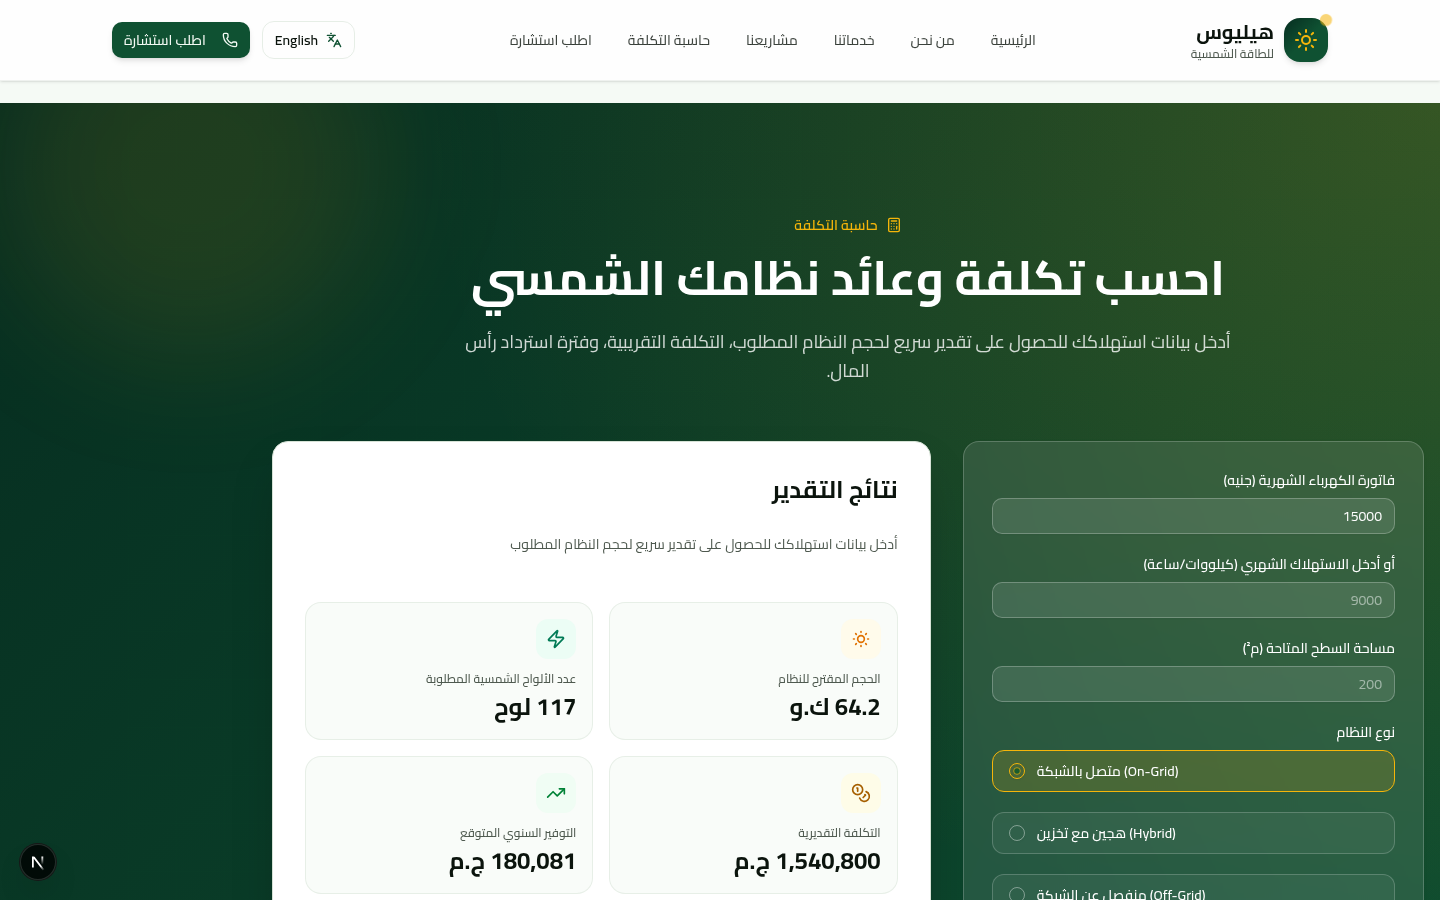 هيليوس
للطاقة الشمسية
الرئيسية
من نحن
خدماتنا
مشاريعنا
حاسبة التكلفة
اطلب استشارة
English
اطلب استشارة
حاسبة التكلفة
احسب تكلفة وعائد نظامك الشمسي
أدخل بيانات استهلاكك للحصول على تقدير سريع لحجم النظام المطلوب، التكلفة التقريبية، وفترة استرداد رأس
المال.
فاتورة الكهرباء الشهرية (جنيه)
15000
أو أدخل الاستهلاك الشهري (كيلووات/ساعة)
9000
مساحة السطح المتاحة (م²)
200
نوع النظام
متصل بالشبكة (On-Grid)
هجين مع تخزين (Hybrid)
منفصل عن الشبكة (Off-Grid)
نتائج التقدير
أدخل بيانات استهلاكك للحصول على تقدير سريع لحجم النظام المطلوب
الحجم المقترح للنظام
64.2 ك.و
عدد الألواح الشمسية المطلوبة
117 لوح
التكلفة التقديرية
1,540,800 ج.م
التوفير السنوي المتوقع
180,081 ج.م
N